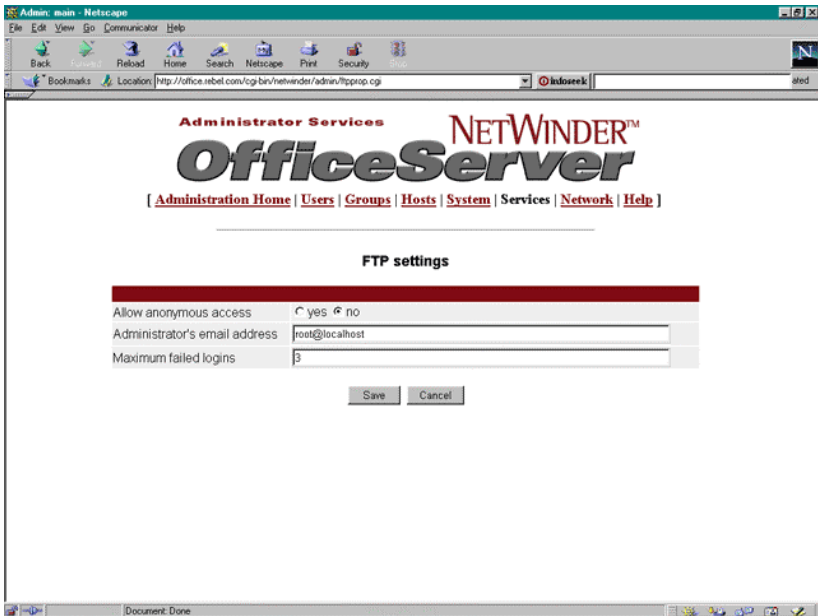 Admin: main - Netscape
File Edit View Go Communicator Help
Back Forward Reload Home Search Netscape Print Security Stop
Bookmarks Location: http://office.rebel.com/cgi-bin/netwinder/admin/ftpprop.cgi infoseek ated
N
Administrator Services
NETWINDER™
OfficeServer
[ Administration Home | Users | Groups | Hosts | System | Services | Network | Help ]
FTP settings
Allow anonymous access yes no
Administrator's email address root@localhost
Maximum failed logins 3
Save Cancel
Document: Done